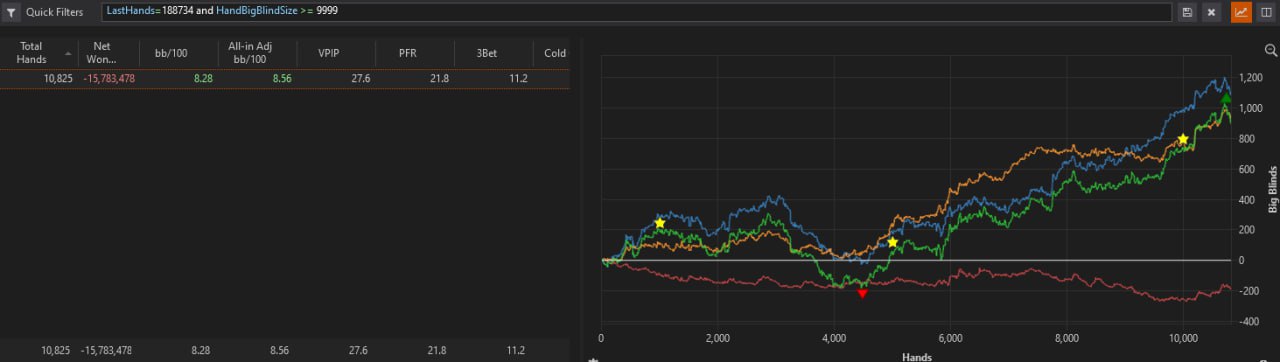 Quick Filters
LastHands=188734 and HandBigBlindSize >= 9999
Total Hands
Net Won...
bb/100
All-in Adj bb/100
VPIP
PFR
3Bet
Cold
10,825 -15,783,478 8.28 8.56 27.6 21.8 11.2
10,825 -15,783,478 8.28 8.56 27.6 21.8 11.2
1,200
1,000
800
600
400
200
0
-200
-400
Big Blinds
0 2,000 4,000 6,000 8,000 10,000
Hands